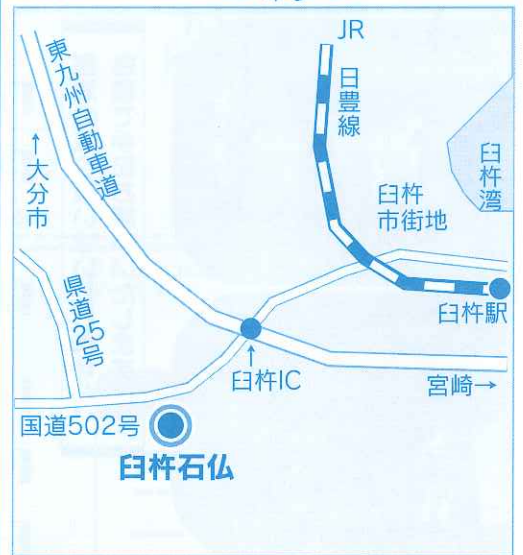 JR
日豊線
東九州自動車道
↑
大分市
臼杵湾
臼杵
市街地
県道25号
臼杵駅
↑
臼杵IC
宮崎→
国道502号
臼杵石仏